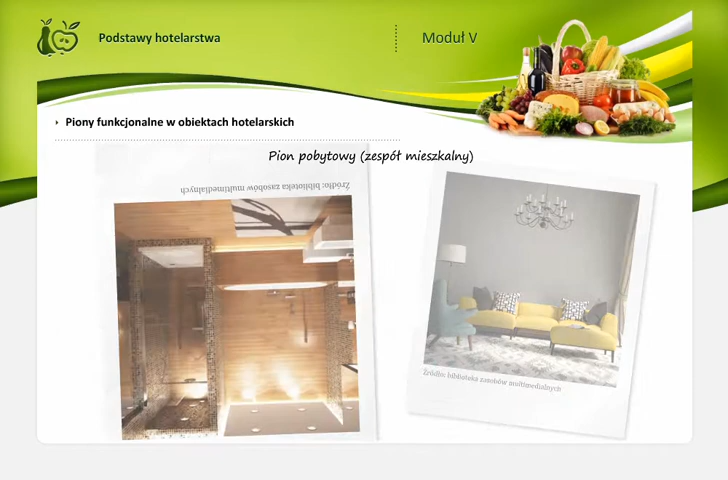 Podstawy hotelarstwa
Moduł V
Piony funkcjonalne w obiektach hotelarskich
Pion pobytowy (zespół mieszkalny)
Źródło: biblioteka zasobów multimedialnych
Źródło: biblioteka zasobów multimedialnych